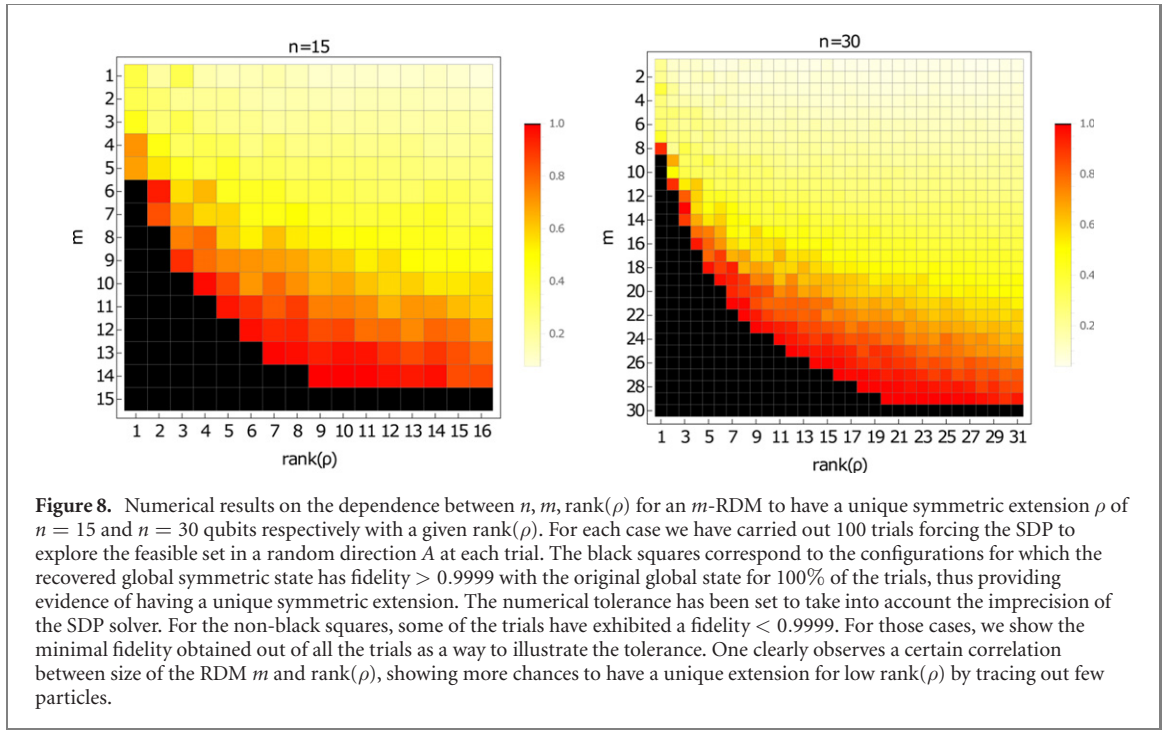 n=15
1
2
3
4
5
6
7
8
9
10
11
12
13
14
15
m
1 2 3 4 5 6 7 8 9 10 11 12 13 14 15 16
rank(ρ)
1.0
0.8
0.6
0.4
0.2
n=30
2
4
6
8
10
12
14
16
18
20
22
24
26
28
30
m
1 3 5 7 9 11 13 15 17 19 21 23 25 27 29 31
rank(ρ)
1.0
0.8
0.6
0.4
0.2
Figure 8. Numerical results on the dependence between n, m, rank(ρ) for an m-RDM to have a unique symmetric extension ρ of
n = 15 and n = 30 qubits respectively with a given rank(ρ). For each case we have carried out 100 trials forcing the SDP to
explore the feasible set in a random direction A at each trial. The black squares correspond to the configurations for which the
recovered global symmetric state has fidelity > 0.9999 with the original global state for 100% of the trials, thus providing
evidence of having a unique symmetric extension. The numerical tolerance has been set to take into account the imprecision of
the SDP solver. For the non-black squares, some of the trials have exhibited a fidelity < 0.9999. For those cases, we show the
minimal fidelity obtained out of all the trials as a way to illustrate the tolerance. One clearly observes a certain correlation
between size of the RDM m and rank(ρ), showing more chances to have a unique extension for low rank(ρ) by tracing out few
particles.